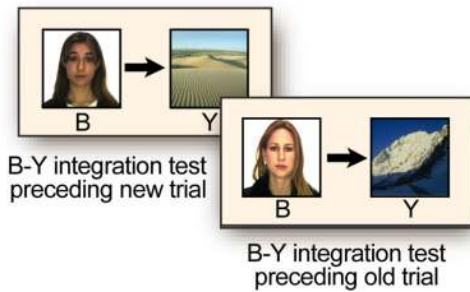 B Y
B-Y integration test
preceding new trial
B Y
B-Y integration test
preceding old trial